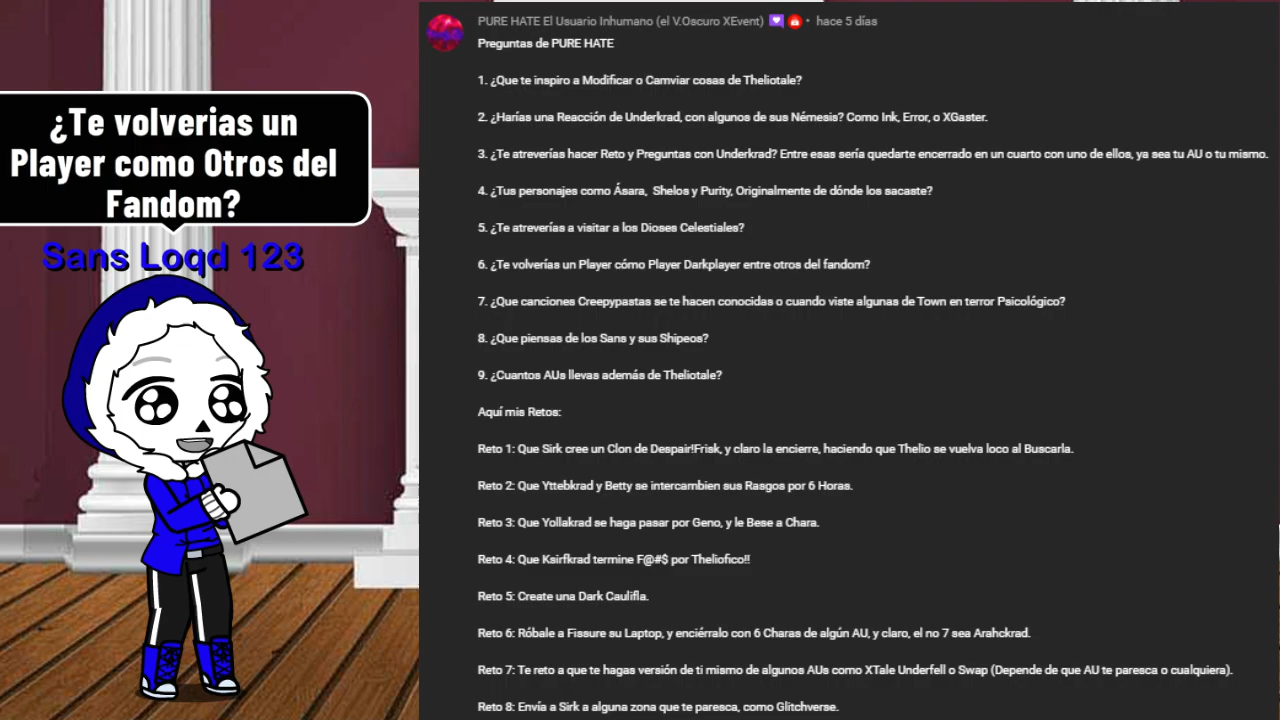 ¿Te volverias un
Player como Otros del
Fandom?
Sans Loqd 123
PURE HATE El Usuario Inhumano (el V.Oscuro XEvent) • hace 5 días
Preguntas de PURE HATE
1. ¿Que te inspiro a Modificar o Camviar cosas de Theliotale?
2. ¿Harías una Reacción de Underkrad, con algunos de sus Némesis? Como Ink, Error, o XGaster.
3. ¿Te atreverías hacer Reto y Preguntas con Underkrad? Entre esas sería quedarte encerrado en un cuarto con uno de ellos, ya sea tu AU o tu mismo.
4. ¿Tus personajes como Ásara, Shelos y Purity, Originalmente de dónde los sacaste?
5. ¿Te atreverías a visitar a los Dioses Celestiales?
6. ¿Te volverías un Player cómo Player Darkplayer entre otros del fandom?
7. ¿Que canciones Creepypastas se te hacen conocidas o cuando viste algunas de Town en terror Psicológico?
8. ¿Que piensas de los Sans y sus Shipeos?
9. ¿Cuantos AUs llevas además de Theliotale?
Aquí mis Retos:
Reto 1: Que Sirk cree un Clon de Despair!Frisk, y claro la encierre, haciendo que Thelio se vuelva loco al Buscarla.
Reto 2: Que Yttebkrad y Betty se intercambien sus Rasgos por 6 Horas.
Reto 3: Que Yollakrad se haga pasar por Geno, y le Bese a Chara.
Reto 4: Que Ksirfkrad termine F@#$ por Theliofico!!
Reto 5: Create una Dark Caulifla.
Reto 6: Róbale a Fissure su Laptop, y enciérralo con 6 Charas de algún AU, y claro, el no 7 sea Arahckrad.
Reto 7: Te reto a que te hagas versión de ti mismo de algunos AUs como XTale Underfell o Swap (Depende de que AU te paresca o cualquiera).
Reto 8: Envía a Sirk a alguna zona que te paresca, como Glitchverse.